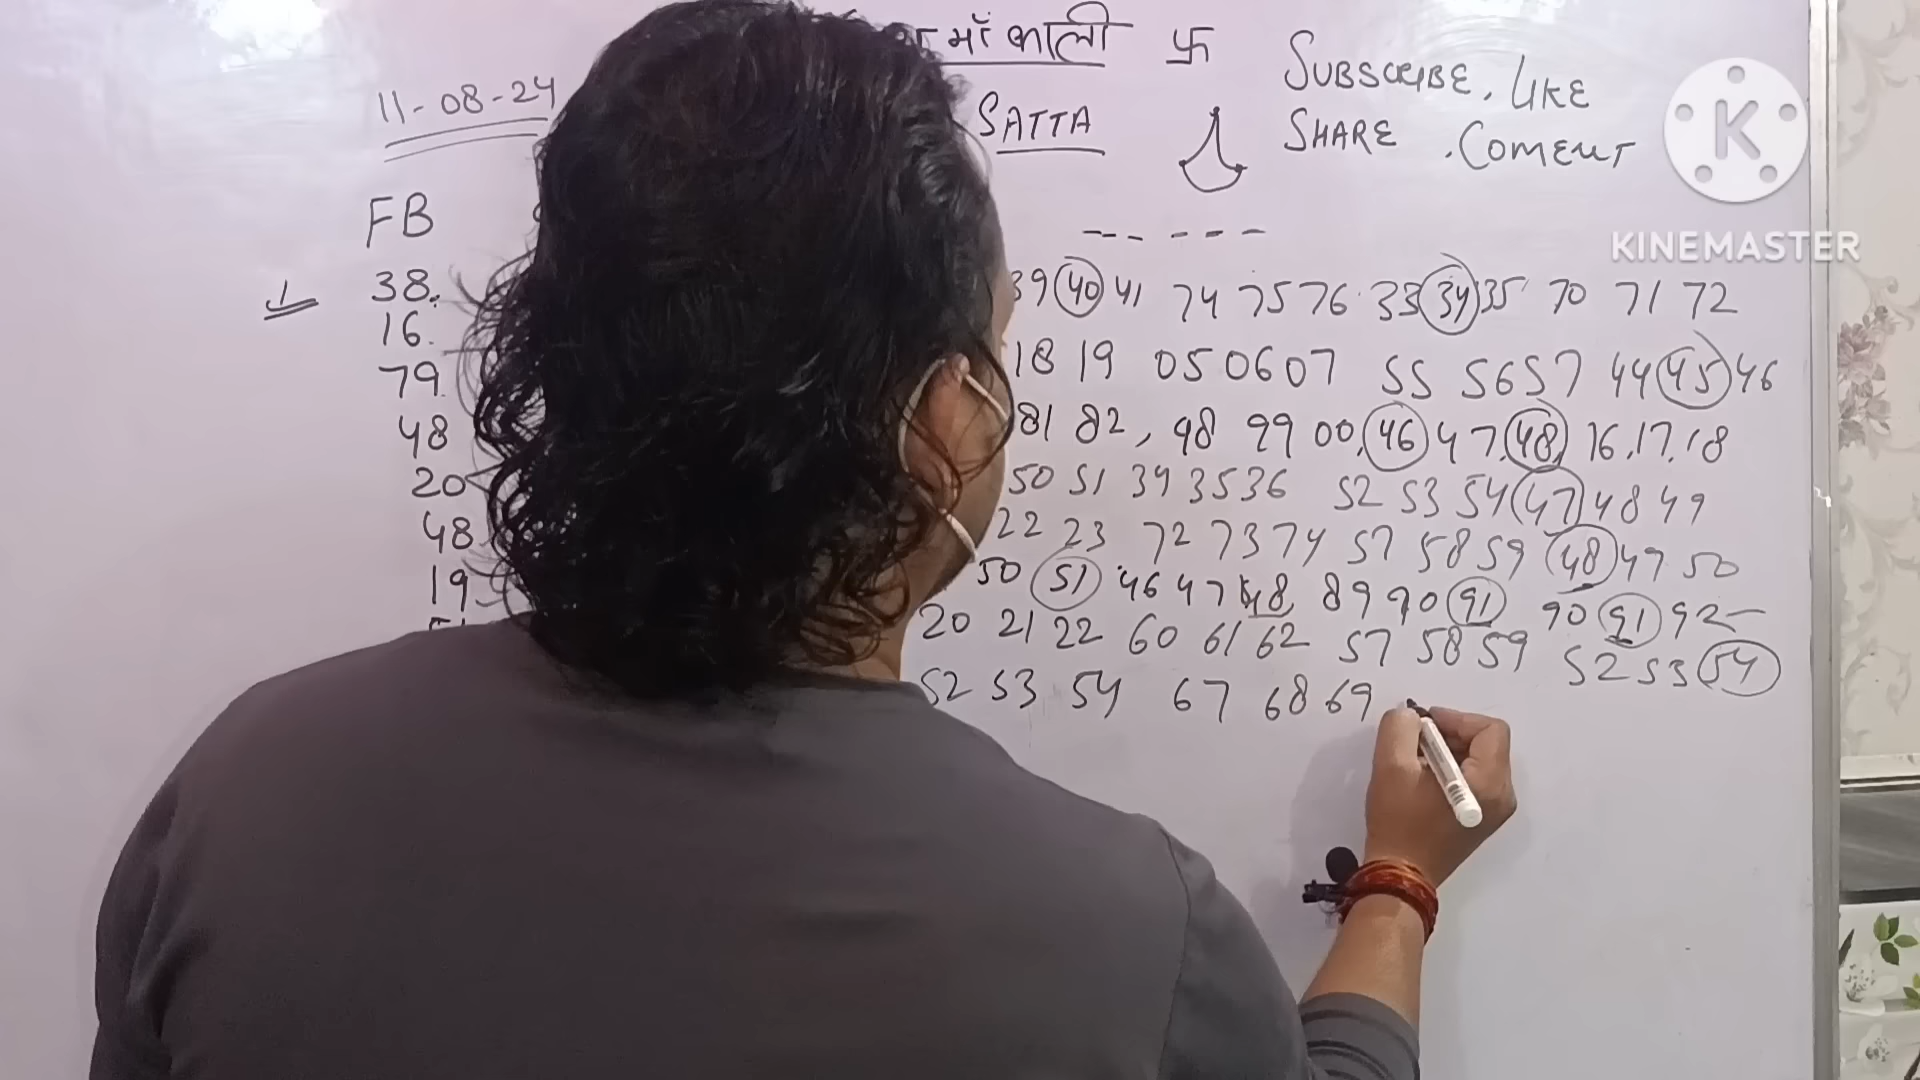 माँ काली 卐
SUBSCRIBE, LIKE
11-08-24
SATTA
SHARE .COMENT
K
KINEMASTER
FB
38. 39 40 41 74 75 76 33 34 35 70 71 72
16. 18 19 05 06 07 55 56 57 44 45 46
79. 81 82, 98 99 00, 46 47, 48, 16, 17, 18
48 50 51 34 35 36 52 53 54 47 48 49
20 22 23 72 73 74 57 58 59 48 49 50
48 50 51 46 47 48, 89 90 91 90 91 92
19 20 21 22 60 61 62 57 58 59 52 53 54
52 53 54 67 68 69